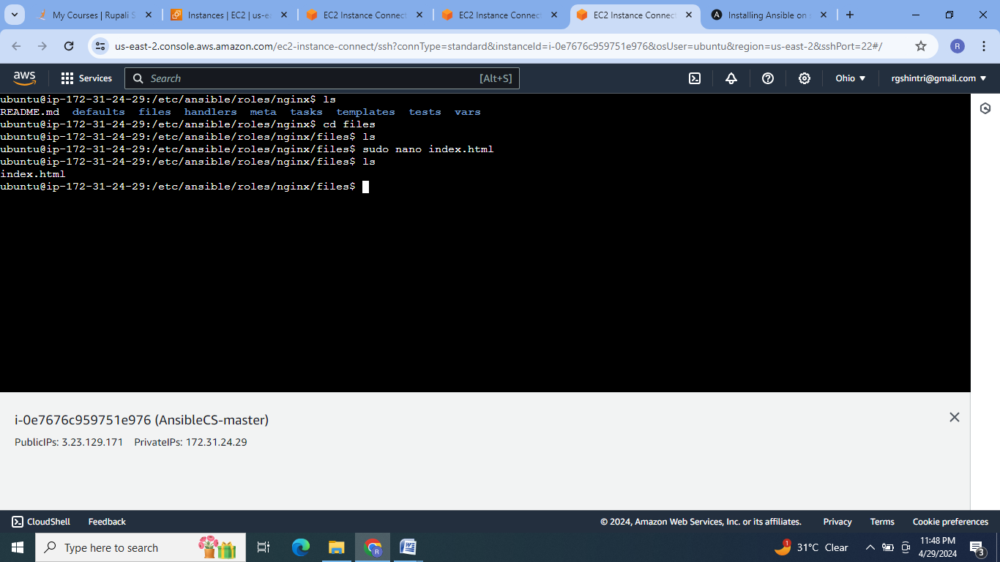 My Courses | Rupali S
Instances | EC2 | us-ea
EC2 Instance Connect
EC2 Instance Connect
EC2 Instance Connect
Installing Ansible on s
us-east-2.console.aws.amazon.com/ec2-instance-connect/ssh?connType=standard&instanceId=i-0e7676c959751e976&osUser=ubuntu&region=us-east-2&sshPort=22#/
R
aws
Services
Search
[Alt+S]
Ohio
rgshintri@gmail.com
ubuntu@ip-172-31-24-29:/etc/ansible/roles/nginx$ ls
README.md defaults files handlers meta tasks templates tests vars
ubuntu@ip-172-31-24-29:/etc/ansible/roles/nginx$ cd files
ubuntu@ip-172-31-24-29:/etc/ansible/roles/nginx/files$ ls
ubuntu@ip-172-31-24-29:/etc/ansible/roles/nginx/files$ sudo nano index.html
ubuntu@ip-172-31-24-29:/etc/ansible/roles/nginx/files$ ls
index.html
ubuntu@ip-172-31-24-29:/etc/ansible/roles/nginx/files$
i-0e7676c959751e976 (AnsibleCS-master)
PublicIPs: 3.23.129.171 PrivateIPs: 172.31.24.29
CloudShell
Feedback
© 2024, Amazon Web Services, Inc. or its affiliates.
Privacy
Terms
Cookie preferences
Type here to search
R
W
1
31°C Clear
11:48 PM
4/29/2024
3